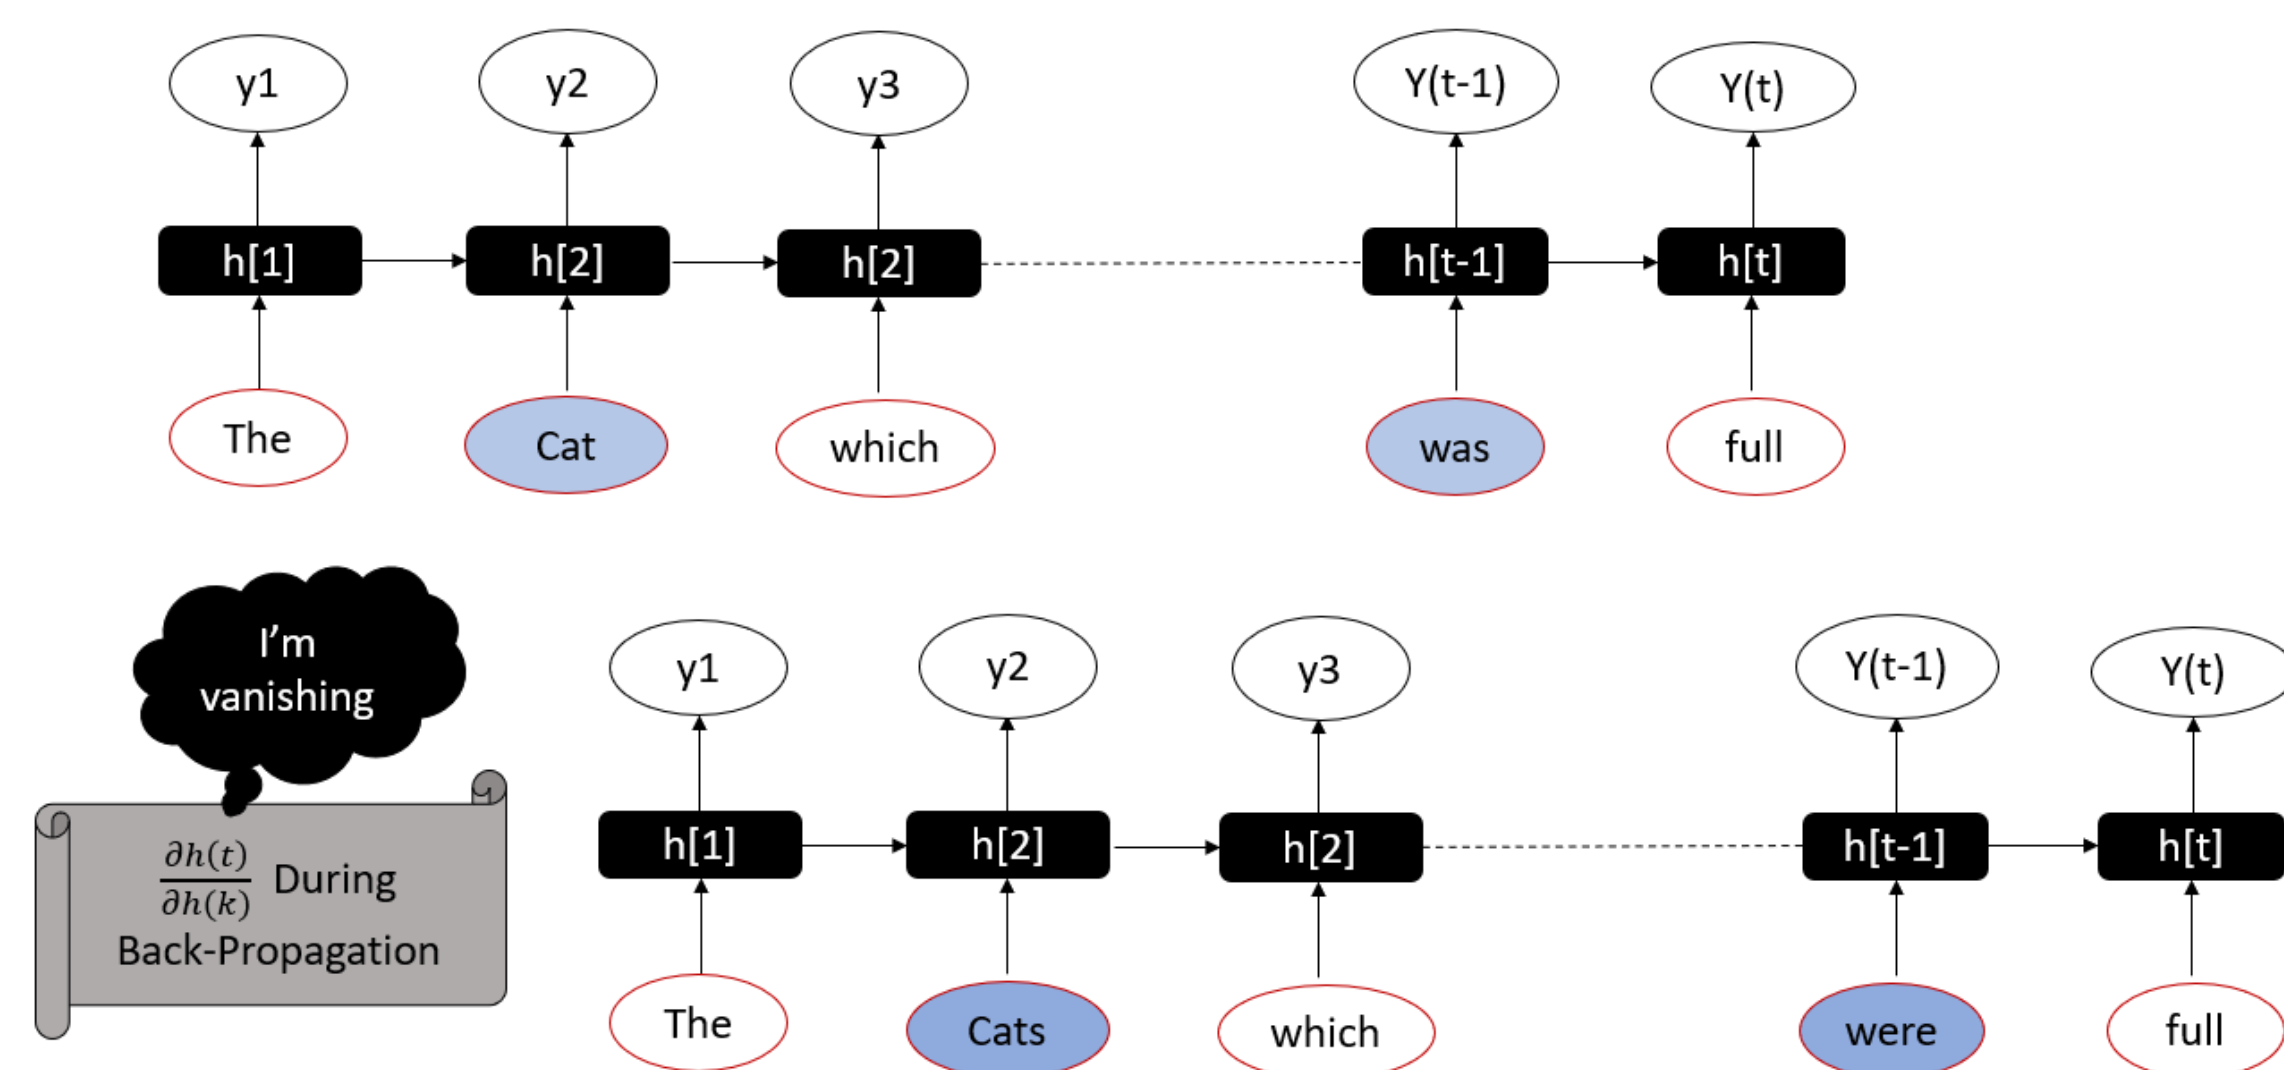 y1 y2 y3 Y(t-1) Y(t)
h[1] h[2] h[2] h[t-1] h[t]
The Cat which was full
I'm
vanishing
∂h(t)
∂h(k)
During
Back-Propagation
y1 y2 y3 Y(t-1) Y(t)
h[1] h[2] h[2] h[t-1] h[t]
The Cats which were full